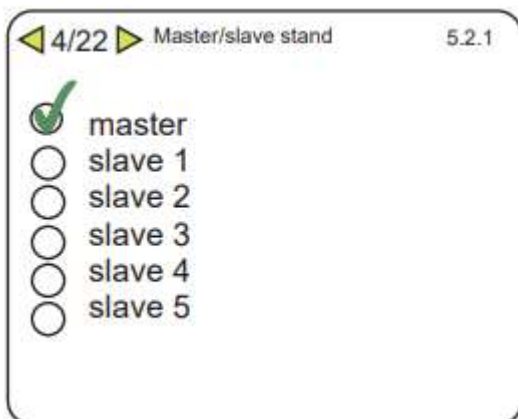 4/22 Master/slave stand 5.2.1
master
slave 1
slave 2
slave 3
slave 4
slave 5